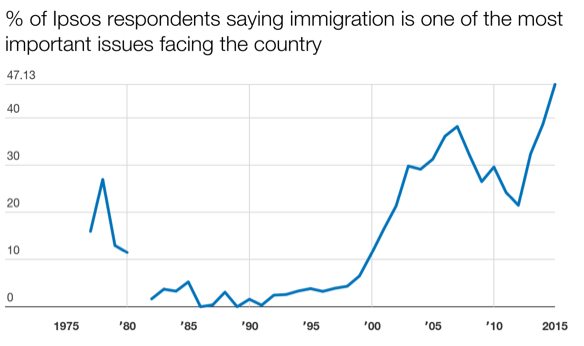 % of Ipsos respondents saying immigration is one of the most
important issues facing the country
47.13
40
30
20
10
0
1975 '80 '85 '90 '95 '00 '05 '10 2015